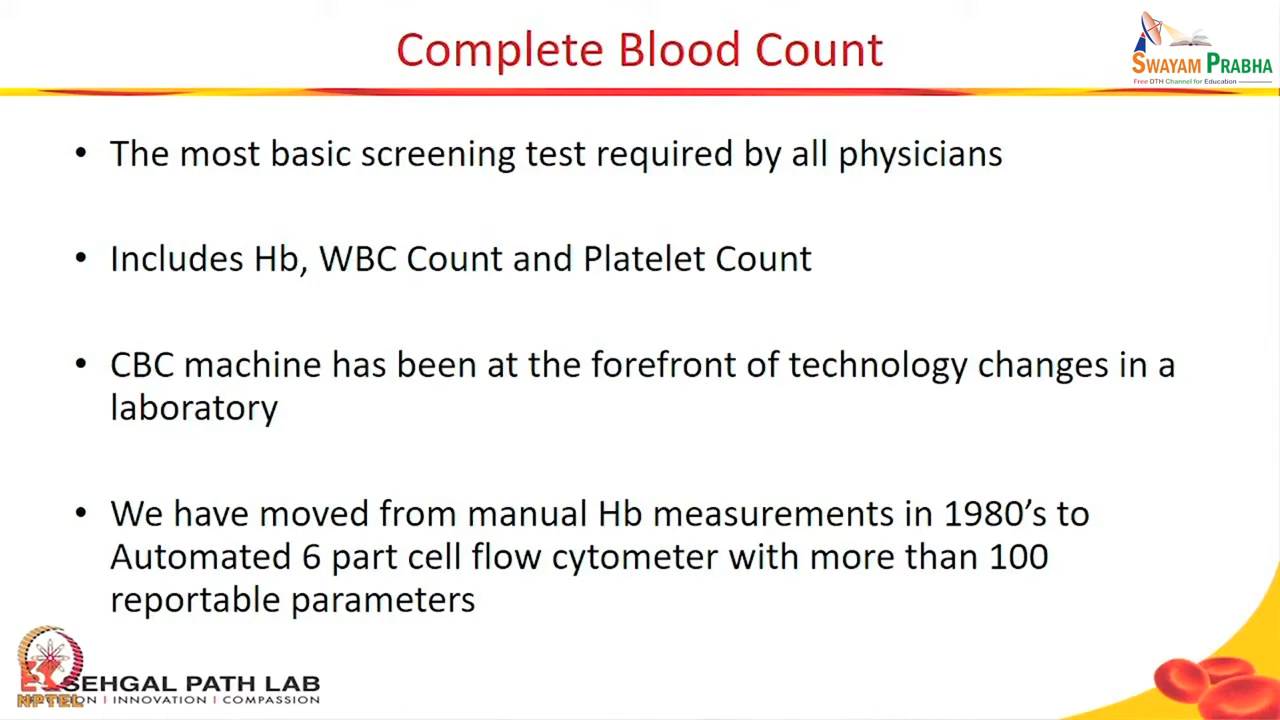 Complete Blood Count
SWAYAM PRABHA
Free DTH Channel for Education
• The most basic screening test required by all physicians
• Includes Hb, WBC Count and Platelet Count
• CBC machine has been at the forefront of technology changes in a
laboratory
• We have moved from manual Hb measurements in 1980’s to
Automated 6 part cell flow cytometer with more than 100
reportable parameters
SEHGAL PATH LAB
NPTEL
I INNOVATION I COMPASSION